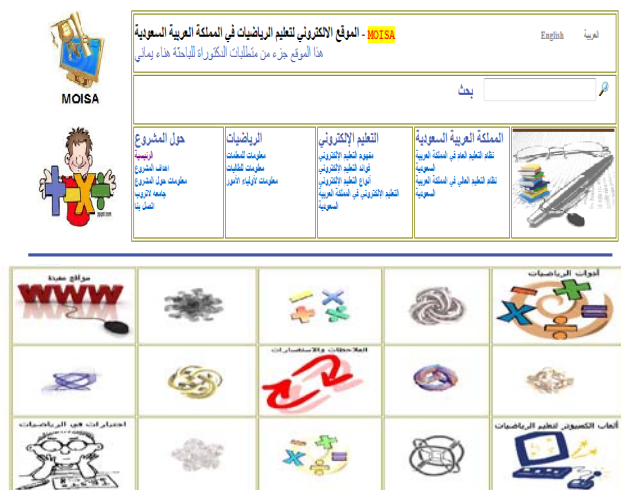 MOISA - الموقع الالكتروني لتعليم الرياضيات في المملكة العربية السعودية
هذا الموقع جزء من متطلبات الدكتوراة للباحثة هناء يماني
English
العربية
MOISA
بحث
المملكة العربية السعودية
نظام التعليم العام في المملكة العربية
السعودية
نظام التعليم العالي في المملكة العربية
السعودية
التعليم الإلكتروني
مفهوم التعليم الإلكتروني
فوائد التعليم الإلكتروني
أنواع التعليم الإلكتروني
التعليم الإلكتروني في المملكة العربية
السعودية
الرياضيات
معلومات للمعلمات
معلومات للطالبات
معلومات لأولياء الأمور
حول المشروع
الرئيسية
اهداف المشروع
معلومات حول المشروع
جامعه لاتروب
اتصل بنا
أدوات الرياضيات
مواقع مفيدة
WWW
الملاحظات والاستفسارات
ألعاب الكمبيوتر لتعليم الرياضيات
اختبارات في الرياضيات